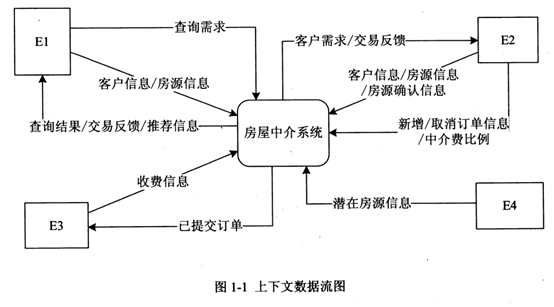 E1
查询需求
客户需求/交易反馈
E2
客户信息/房源信息
客户信息/房源信息
/房源确认信息
查询结果/交易反馈/推荐信息
房屋中介系统
新增/取消订单信息
/中介费比例
收费信息
E3
已提交订单
潜在房源信息
E4
图 1-1 上下文数据流图